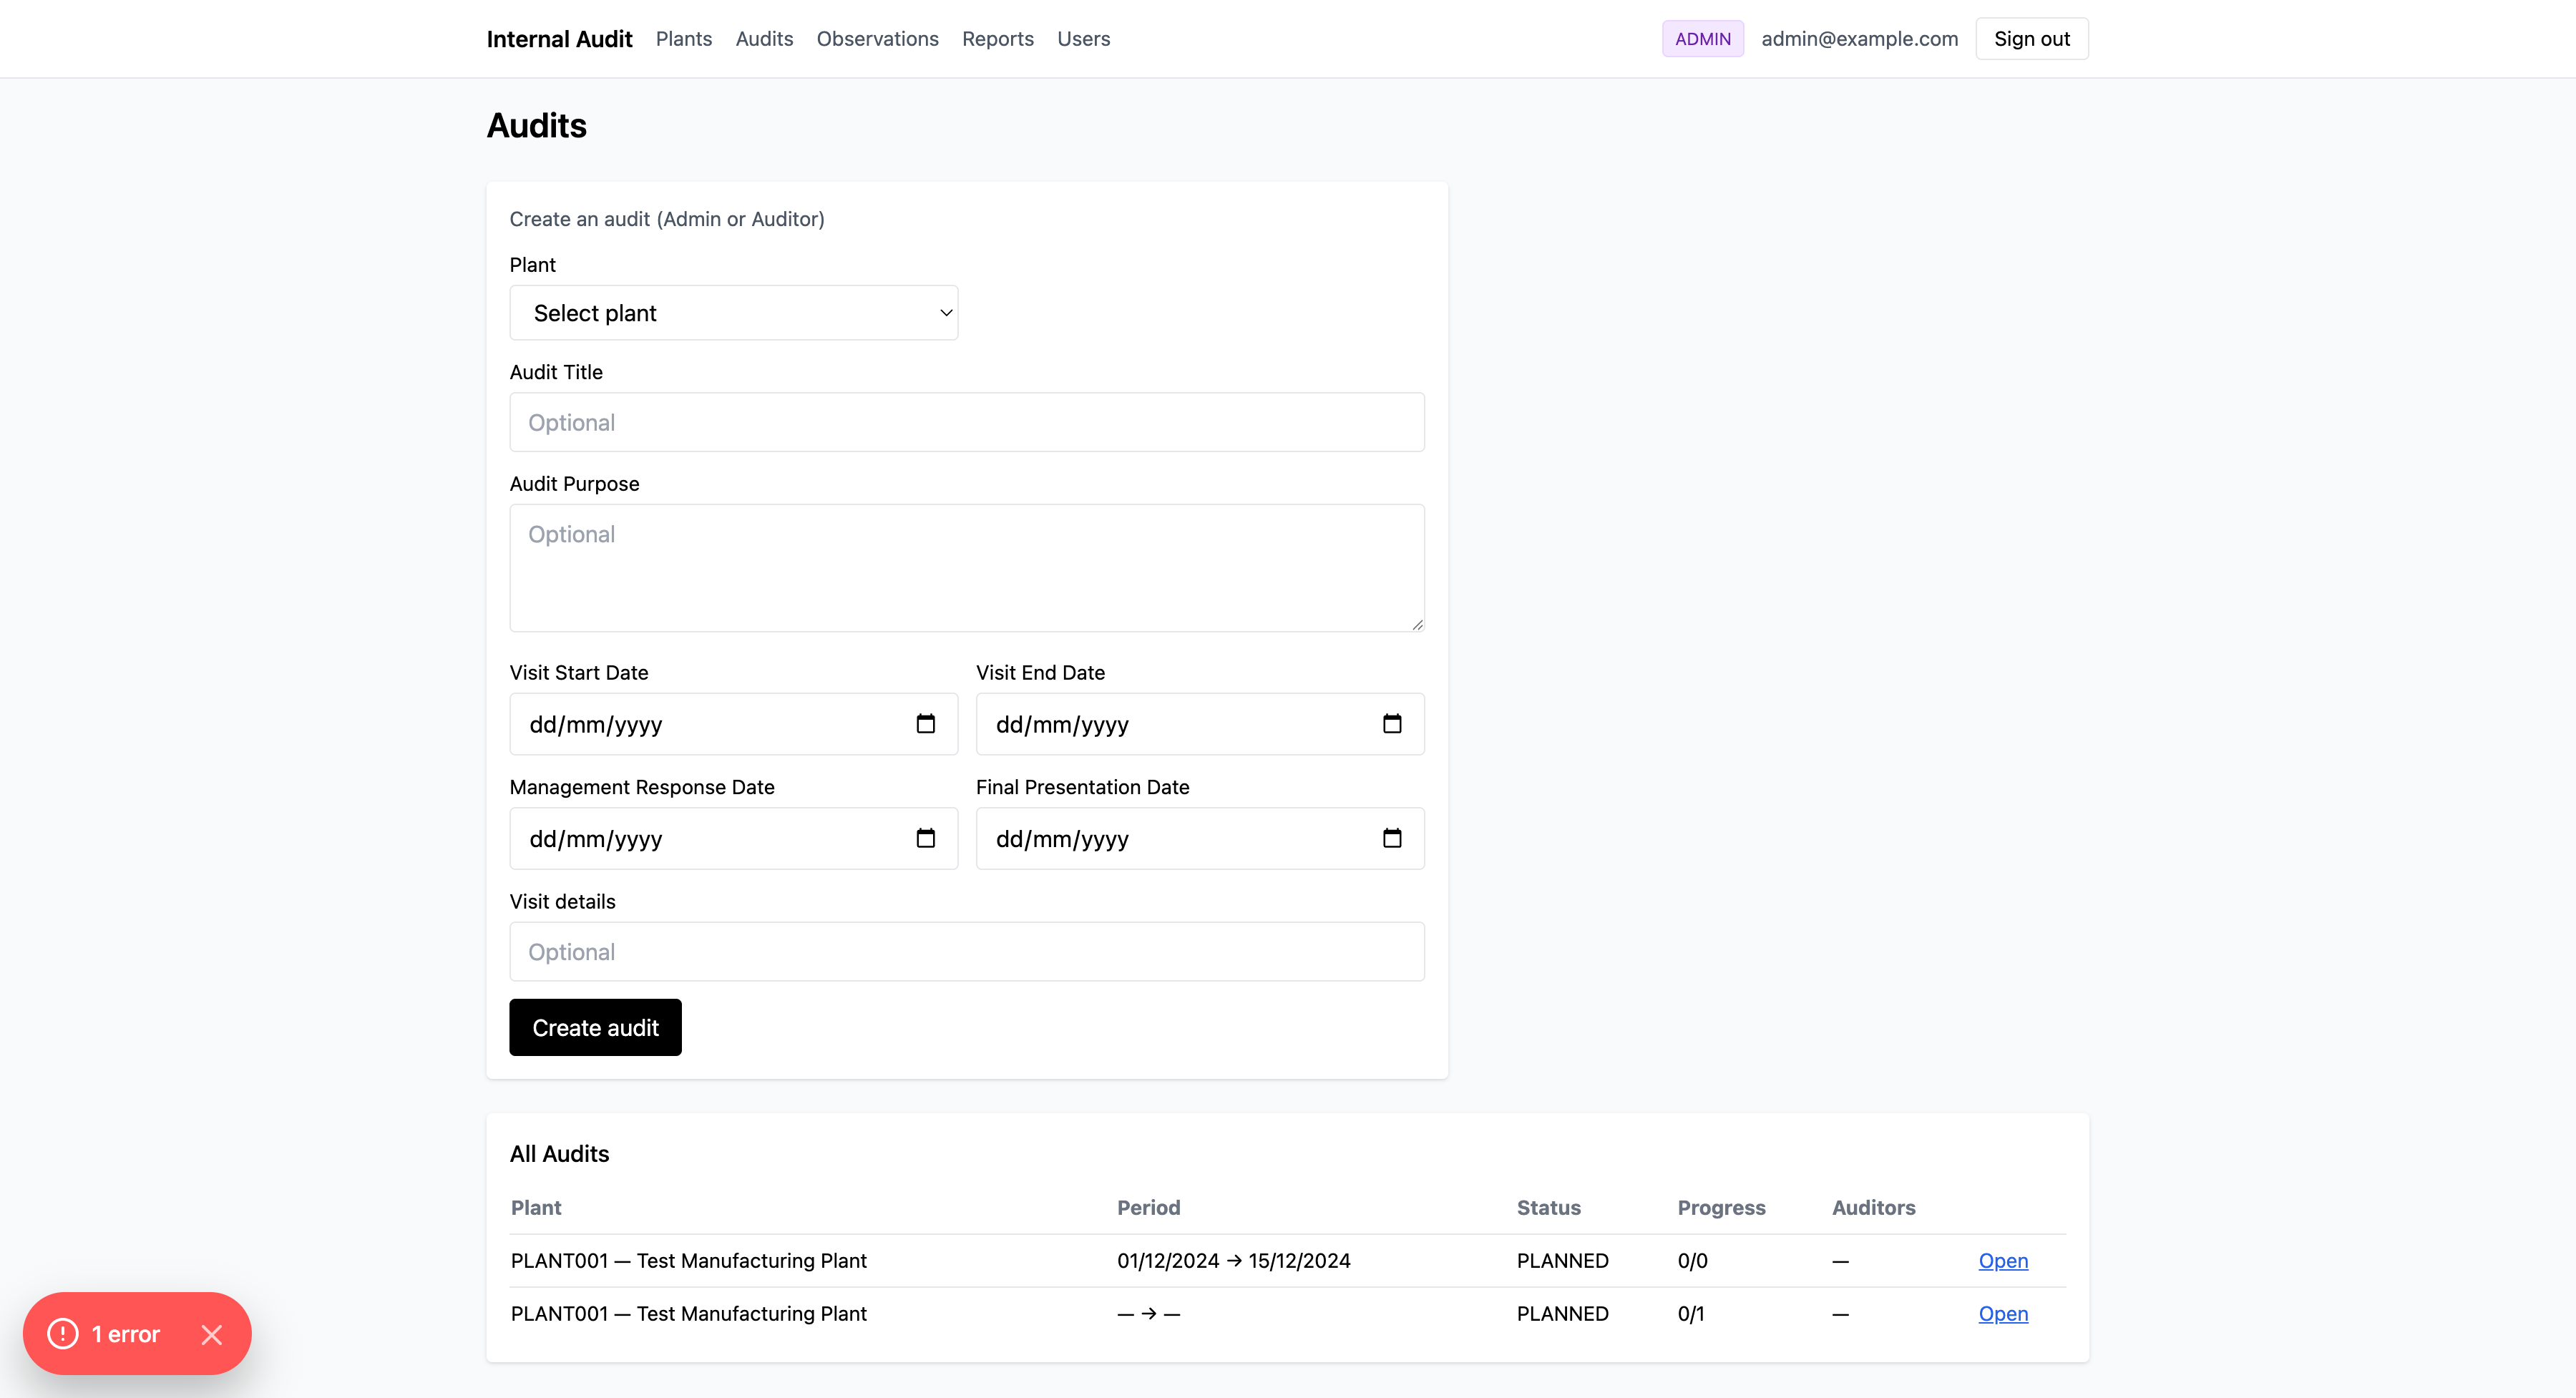 Internal Audit Plants Audits Observations Reports Users ADMIN admin@example.com Sign out
Audits
Create an audit (Admin or Auditor)
Plant
Select plant
Audit Title
Optional
Audit Purpose
Optional
Visit Start Date Visit End Date
dd/mm/yyyy dd/mm/yyyy
Management Response Date Final Presentation Date
dd/mm/yyyy dd/mm/yyyy
Visit details
Optional
Create audit
All Audits
Plant Period Status Progress Auditors
PLANT001 — Test Manufacturing Plant 01/12/2024 → 15/12/2024 PLANNED 0/0 — Open
PLANT001 — Test Manufacturing Plant — → — PLANNED 0/1 — Open
1 error